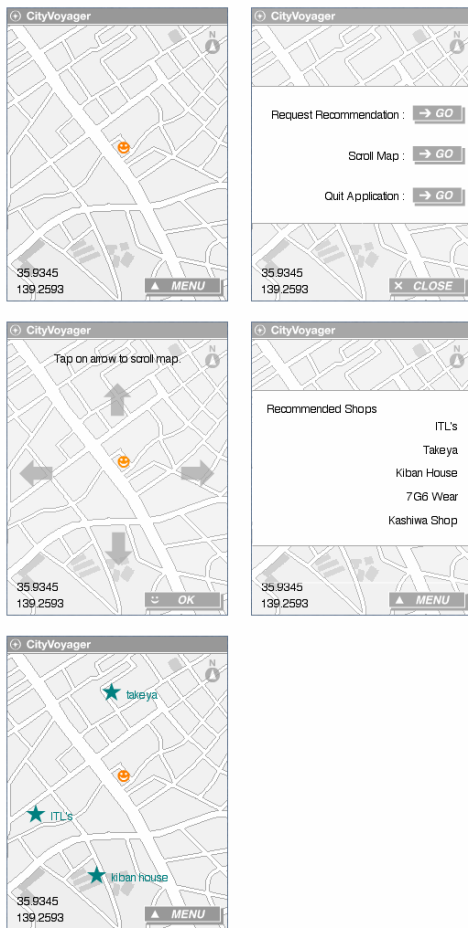 CityVoyager
N
35.9345
139.2593
MENU
CityVoyager
N
Request Recommendation : GO
Scroll Map : GO
Quit Application : GO
35.9345
139.2593
CLOSE
CityVoyager
N
Tap on arrow to scroll map.
35.9345
139.2593
OK
CityVoyager
N
Recommended Shops
ITL's
Takeya
Kiban House
7G6 Wear
Kashiwa Shop
35.9345
139.2593
MENU
CityVoyager
N
takeya
ITL's
kiban house
35.9345
139.2593
MENU